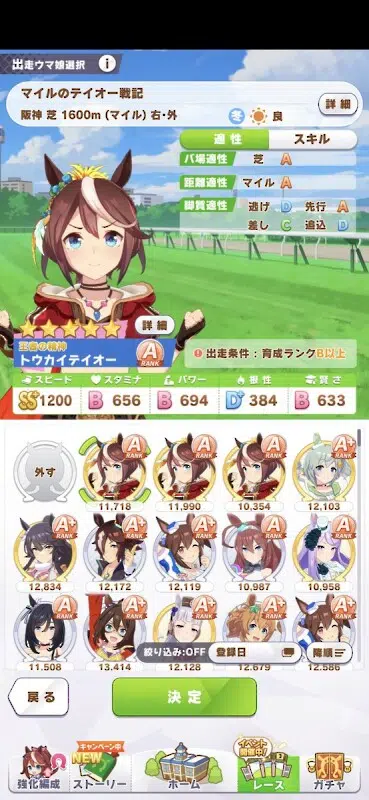 出走ウマ娘選択 i
マイルのテイオー戦記
阪神 芝 1600m (マイル) 右・外
冬 良
詳細
適性 スキル
バ場適性 芝 A
距離適性 マイル A
脚質適性 逃げ D 先行 A
差し C 追込 D
詳細
王者の精神
トウカイテイオー
A RANK
出走条件:育成ランクB以上
スピード スタミナ パワー 根性 賢さ
SS+ 1200 B 656 B 694 D+ 384 B 633
外す
A RANK A RANK A RANK A+ RANK
11,718 11,990 10,354 12,103
A+ RANK A+ RANK A+ RANK A RANK A RANK
12,834 12,172 12,119 10,987 10,958
A RANK A+ RANK A+ RANK A+ RANK
11,508 13,414 12,128 12,679 12,586
絞り込み:OFF 登録日 降順
戻る 決定
キャンペーン中
NEW
イベント開催中!
強化編成 ストーリー ホーム レース ガチャ